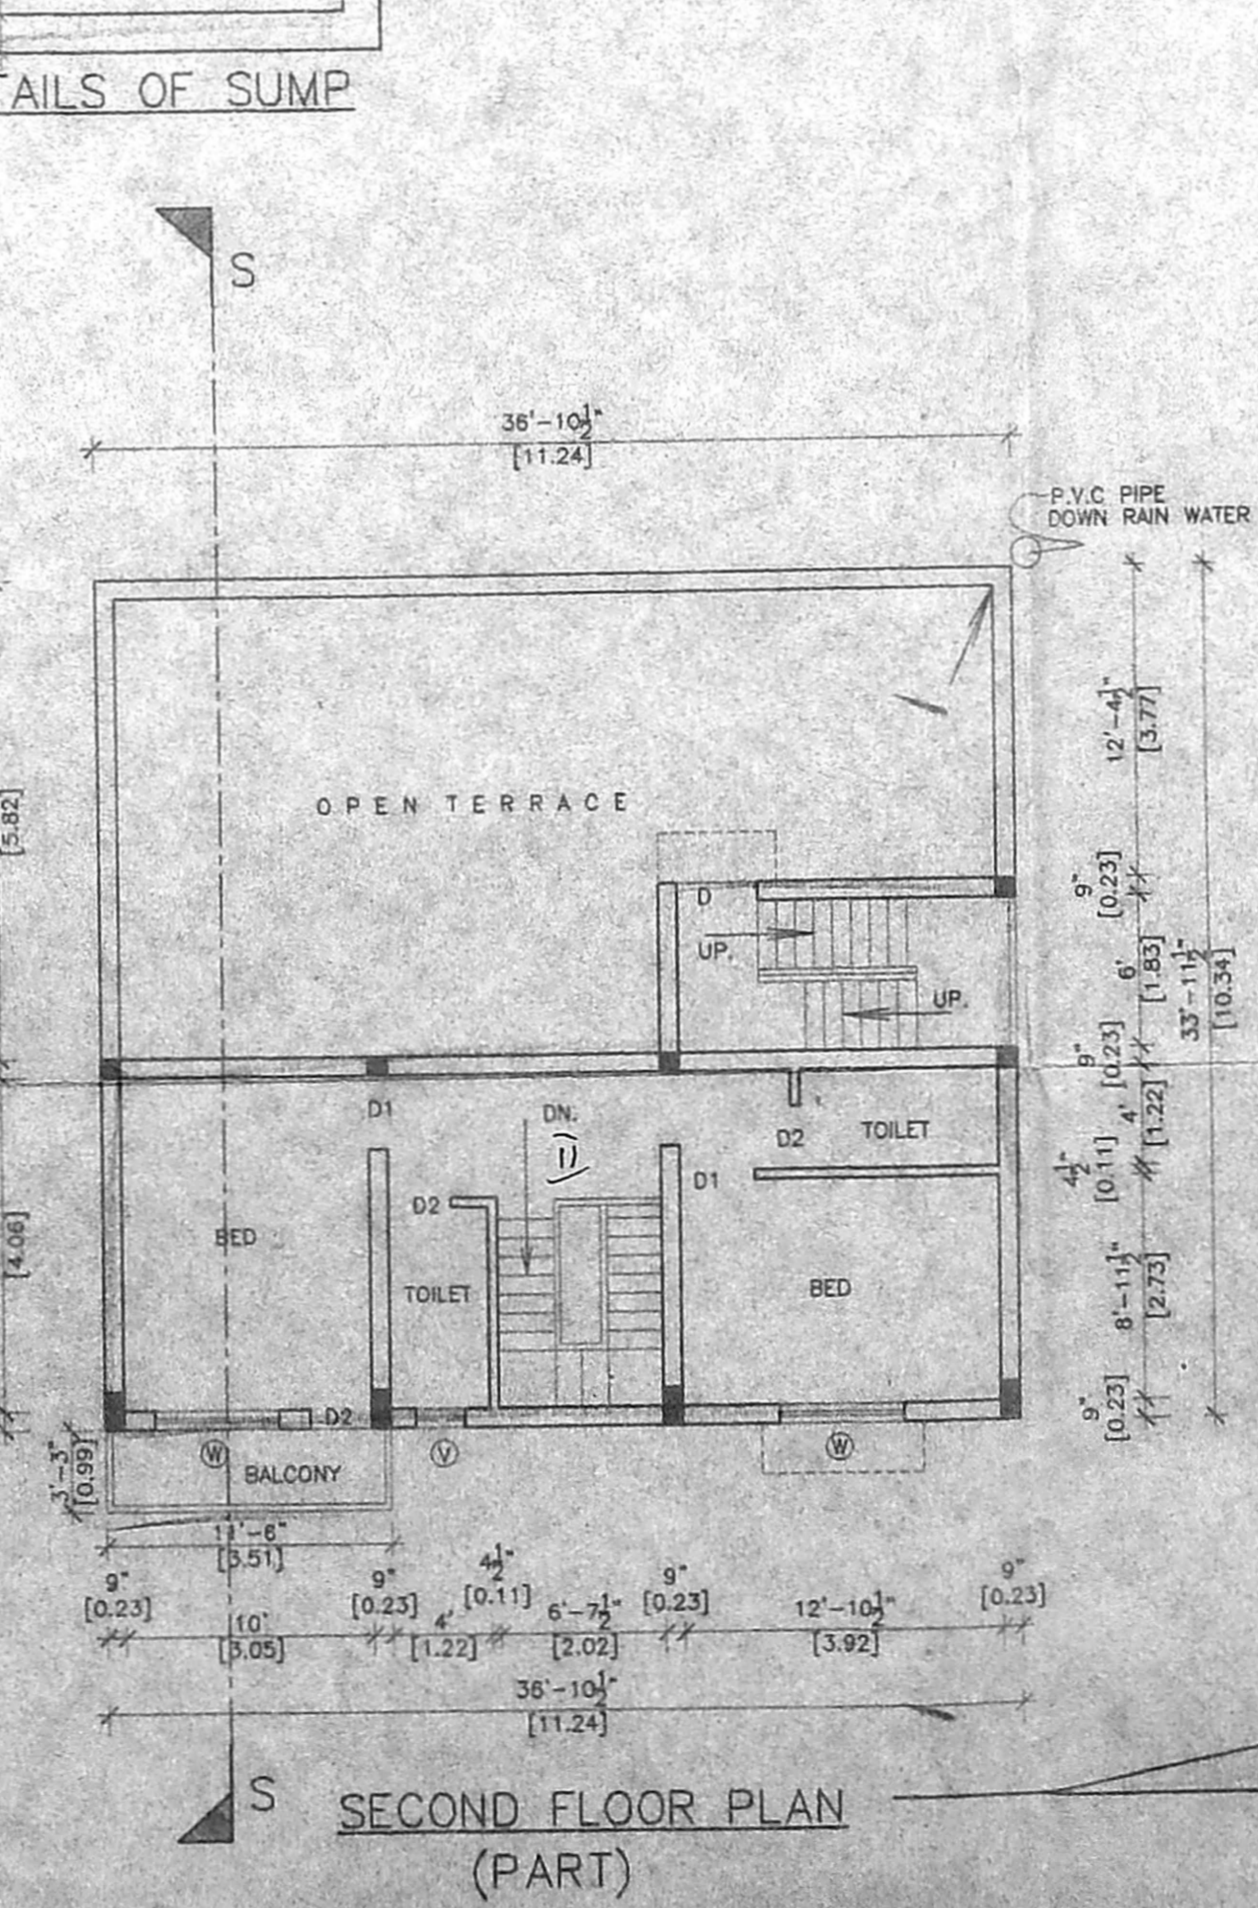 TAILS OF SUMP
S
36'-10½"
[11.24]
P.V.C PIPE
DOWN RAIN WATER
12'-4½"
[3.77]
[5.82]
OPEN TERRACE
9"
[0.23]
D
UP.
UP.
6'
[1.83]
33'-11½"
[10.34]
9"
[0.23]
D1
DN.
11
D2
TOILET
4'
[1.22]
D2
D1
4½"
[0.11]
BED
TOILET
BED
[4.06]
8'-11½"
[2.73]
D2
9"
[0.23]
W
V
W
BALCONY
3'-3"
[0.99]
11'-6"
[3.51]
9"
[0.23]
9"
[0.23]
4½"
[0.11]
9"
[0.23]
9"
[0.23]
10'
[3.05]
4'
[1.22]
6'-7½"
[2.02]
12'-10½"
[3.92]
36'-10½"
[11.24]
S
SECOND FLOOR PLAN
(PART)